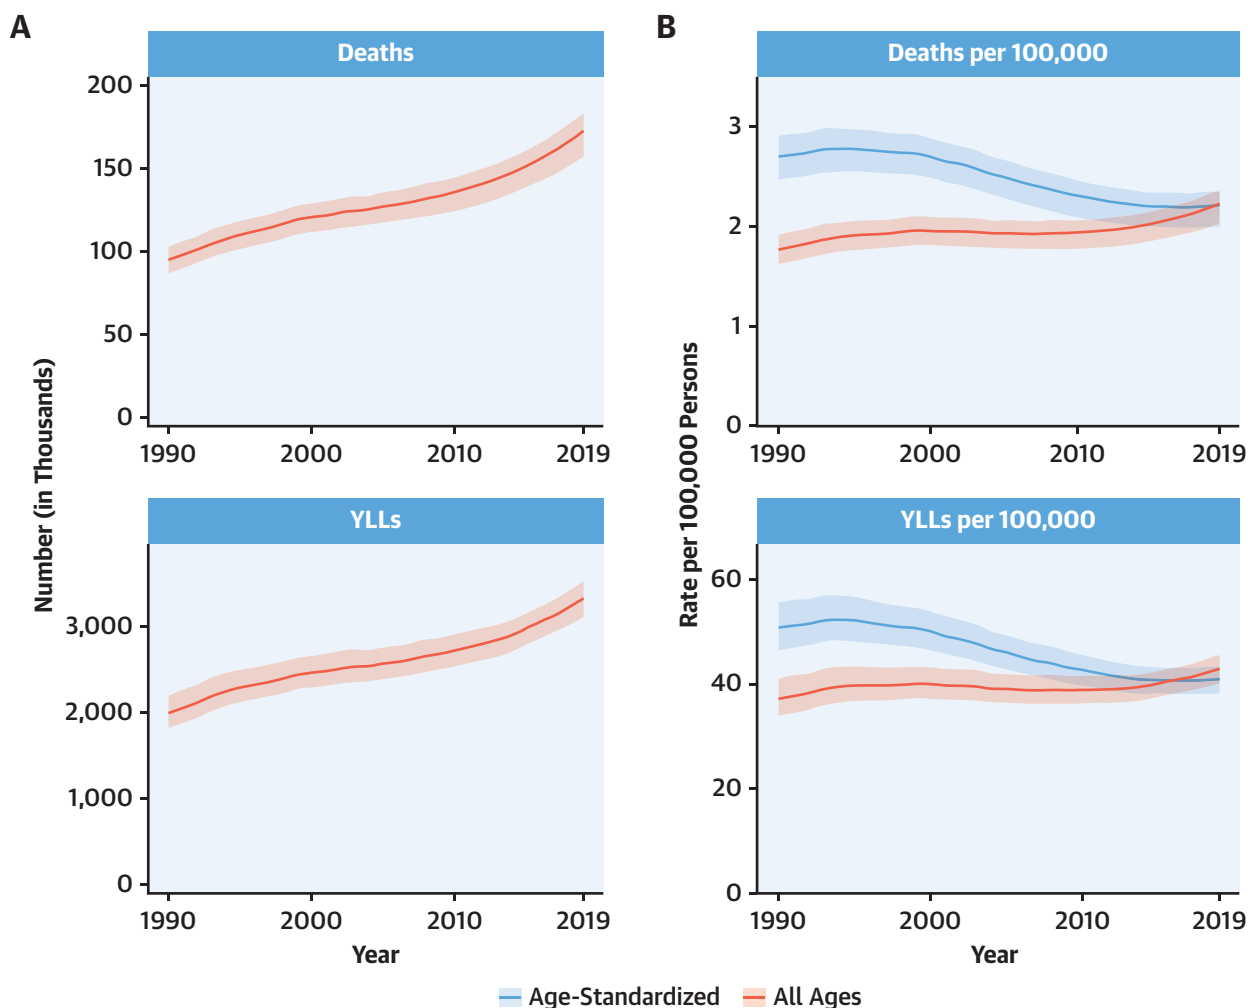 A
B
Deaths
Deaths per 100,000
200
150
100
50
0
1990 2000 2010 2019
3
2
1
0
1990 2000 2010 2019
YLLs
YLLs per 100,000
3,000
2,000
1,000
0
1990 2000 2010 2019
60
40
20
0
1990 2000 2010 2019
Number (in Thousands)
Rate per 100,000 Persons
Year
Year
Age-Standardized All Ages